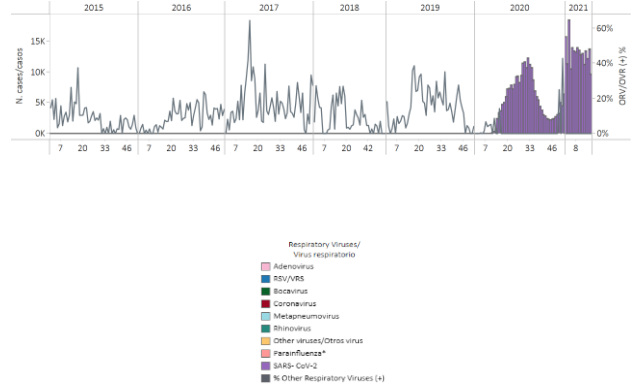 2015 2016 2017 2018 2019 2020 2021
N. cases/casos
15K
10K
5K
0K
60%
40%
20%
0%
ORV/OVR (+) %
7 20 33 46 7 20 33 46 7 20 33 46 7 20 42 7 20 33 46 7 20 33 46 8
Respiratory Viruses/
Virus respiratorio
Adenovirus
RSV/VRS
Bocavirus
Coronavirus
Metapneumovirus
Rhinovirus
Other viruses/Otros virus
Parainfluenza*
SARS- CoV-2
% Other Respiratory Viruses (+)